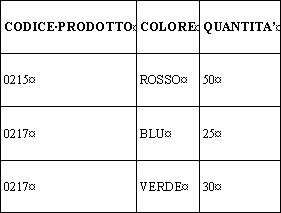 CODICE·PRODOTTO¤ COLORE¤ QUANTITA'¤
0215¤ ROSSO¤ 50¤
0217¤ BLU¤ 25¤
0217¤ VERDE¤ 30¤